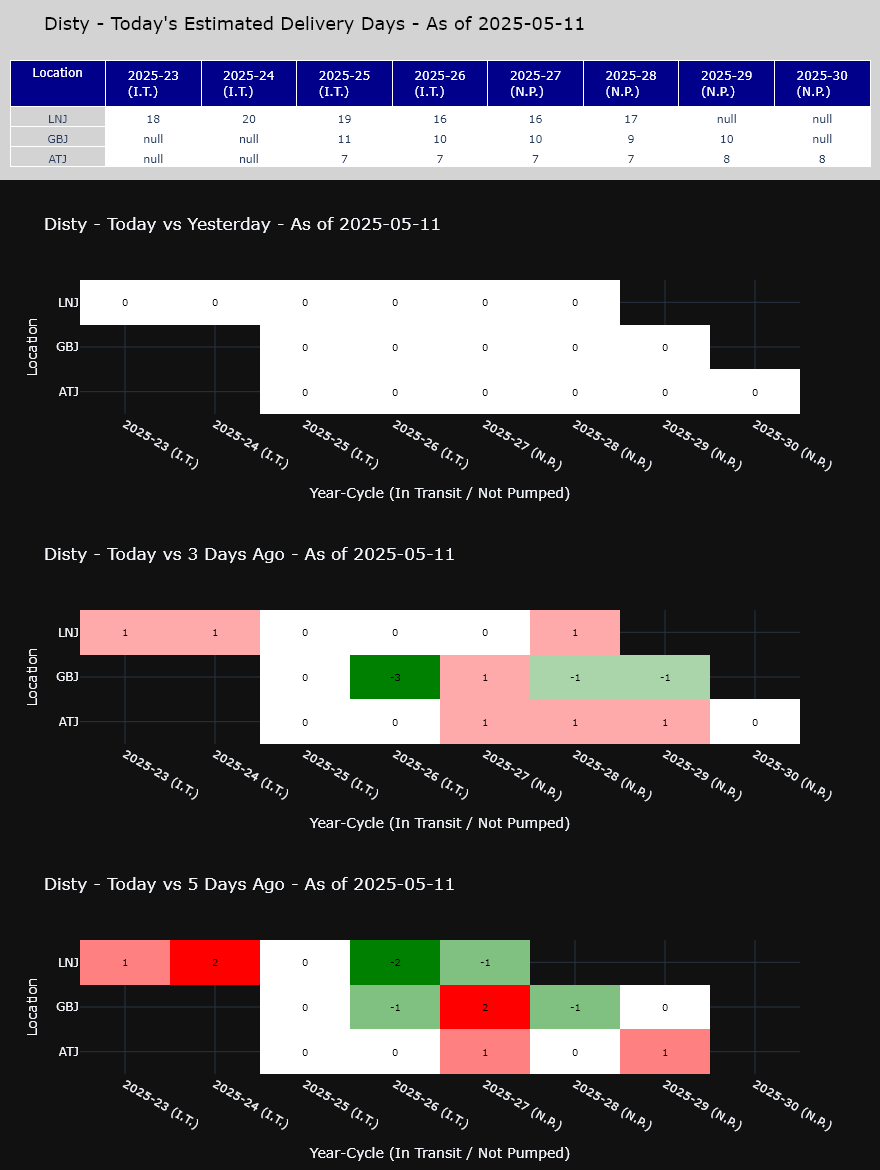 Disty - Today's Estimated Delivery Days - As of 2025-05-11
Location 2025-23 (I.T.) 2025-24 (I.T.) 2025-25 (I.T.) 2025-26 (I.T.) 2025-27 (N.P.) 2025-28 (N.P.) 2025-29 (N.P.) 2025-30 (N.P.)
LNJ 18 20 19 16 16 17 null null
GBJ null null 11 10 10 9 10 null
ATJ null null 7 7 7 7 8 8
Disty - Today vs Yesterday - As of 2025-05-11
Location
LNJ 0 0 0 0 0 0
GBJ 0 0 0 0 0
ATJ 0 0 0 0 0 0
2025-23 (I.T.) 2025-24 (I.T.) 2025-25 (I.T.) 2025-26 (I.T.) 2025-27 (N.P.) 2025-28 (N.P.) 2025-29 (N.P.) 2025-30 (N.P.)
Year-Cycle (In Transit / Not Pumped)
Disty - Today vs 3 Days Ago - As of 2025-05-11
Location
LNJ 1 1 0 0 0 1
GBJ 0 -3 1 -1 -1
ATJ 0 0 1 1 1 0
2025-23 (I.T.) 2025-24 (I.T.) 2025-25 (I.T.) 2025-26 (I.T.) 2025-27 (N.P.) 2025-28 (N.P.) 2025-29 (N.P.) 2025-30 (N.P.)
Year-Cycle (In Transit / Not Pumped)
Disty - Today vs 5 Days Ago - As of 2025-05-11
Location
LNJ 1 2 0 -2 -1
GBJ 0 -1 2 -1 0
ATJ 0 0 1 0 1
2025-23 (I.T.) 2025-24 (I.T.) 2025-25 (I.T.) 2025-26 (I.T.) 2025-27 (N.P.) 2025-28 (N.P.) 2025-29 (N.P.) 2025-30 (N.P.)
Year-Cycle (In Transit / Not Pumped)